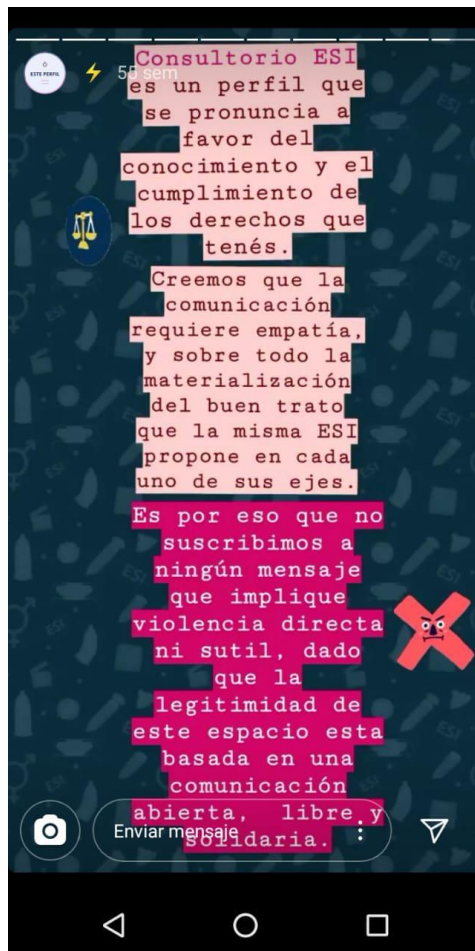 ESTE PERFIL
55 sem
Consultorio ESI
es un perfil que
se pronuncia a
favor del
conocimiento y el
cumplimiento de
los derechos que
tenés.
Creemos que la
comunicación
requiere empatía,
y sobre todo la
materialización
del buen trato
que la misma ESI
propone en cada
uno de sus ejes.
Es por eso que no
suscribimos a
ningún mensaje
que implique
violencia directa
ni sutil, dado
que la
legitimidad de
este espacio esta
basada en una
comunicación
abierta, libre y
solidaria.
Enviar mensaje